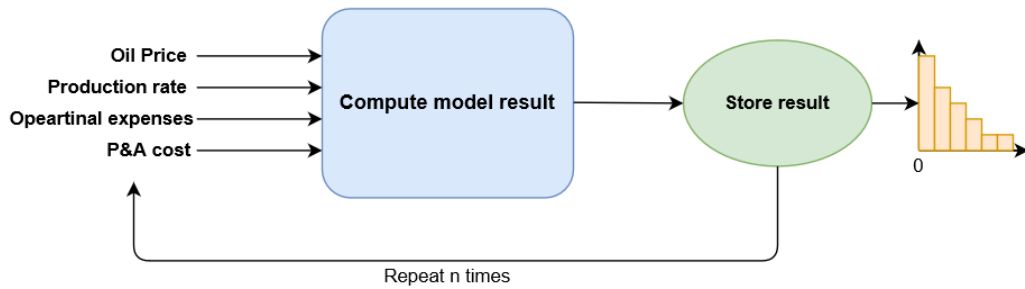 Oil Price
Production rate
Opeartinal expenses
P&A cost
Compute model result
Store result
0
Repeat n times